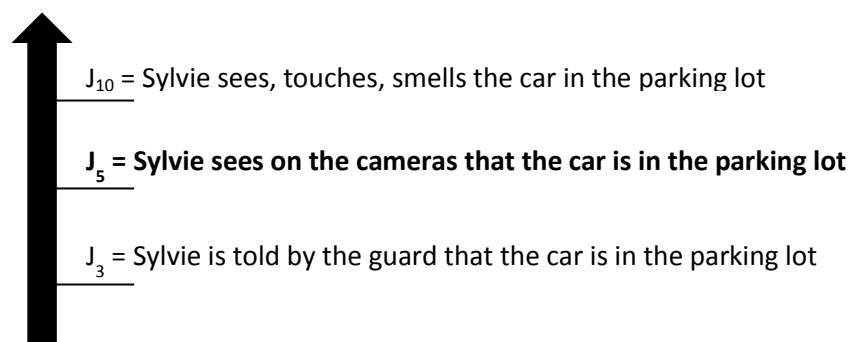 J₁₀ = Sylvie sees, touches, smells the car in the parking lot
J₅ = Sylvie sees on the cameras that the car is in the parking lot
J₃ = Sylvie is told by the guard that the car is in the parking lot